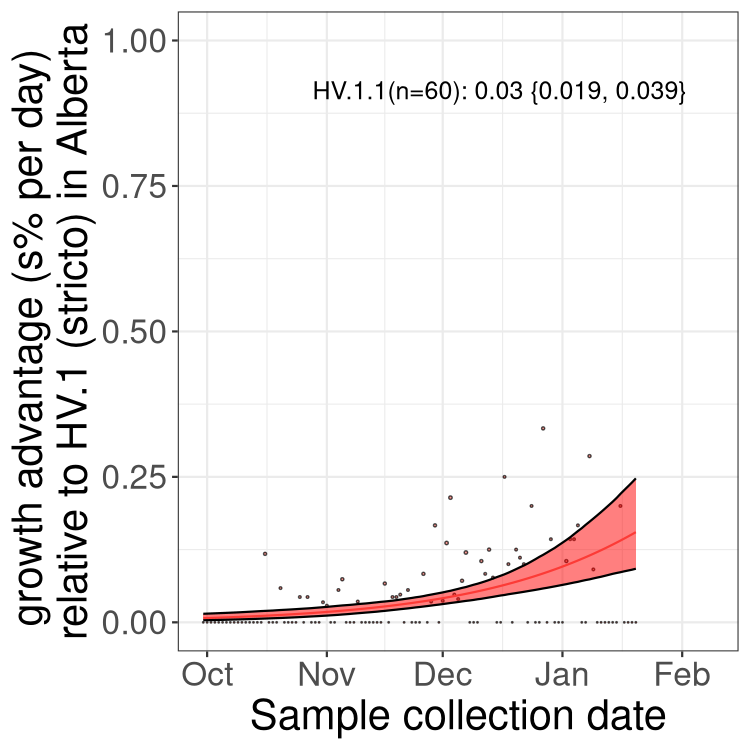 growth advantage (s% per day)
relative to HV.1 (stricto) in Alberta
1.00
0.75
0.50
0.25
0.00
HV.1.1(n=60): 0.03 {0.019, 0.039}
Oct Nov Dec Jan Feb
Sample collection date